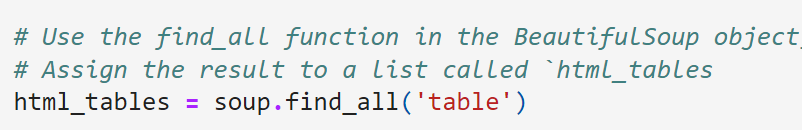 # Use the find_all function in the BeautifulSoup object,
# Assign the result to a list called `html_tables
html_tables = soup.find_all('table')